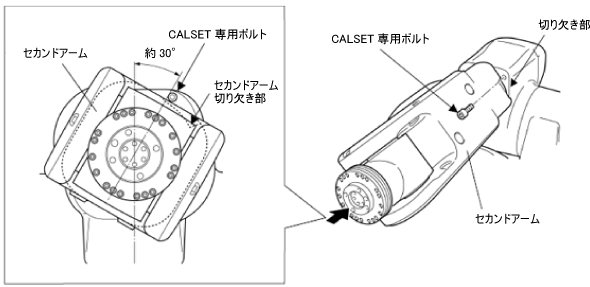 CALSET 専用ボルト
約 30°
セカンドアーム
セカンドアーム
切り欠き部
切り欠き部
CALSET 専用ボルト
セカンドアーム